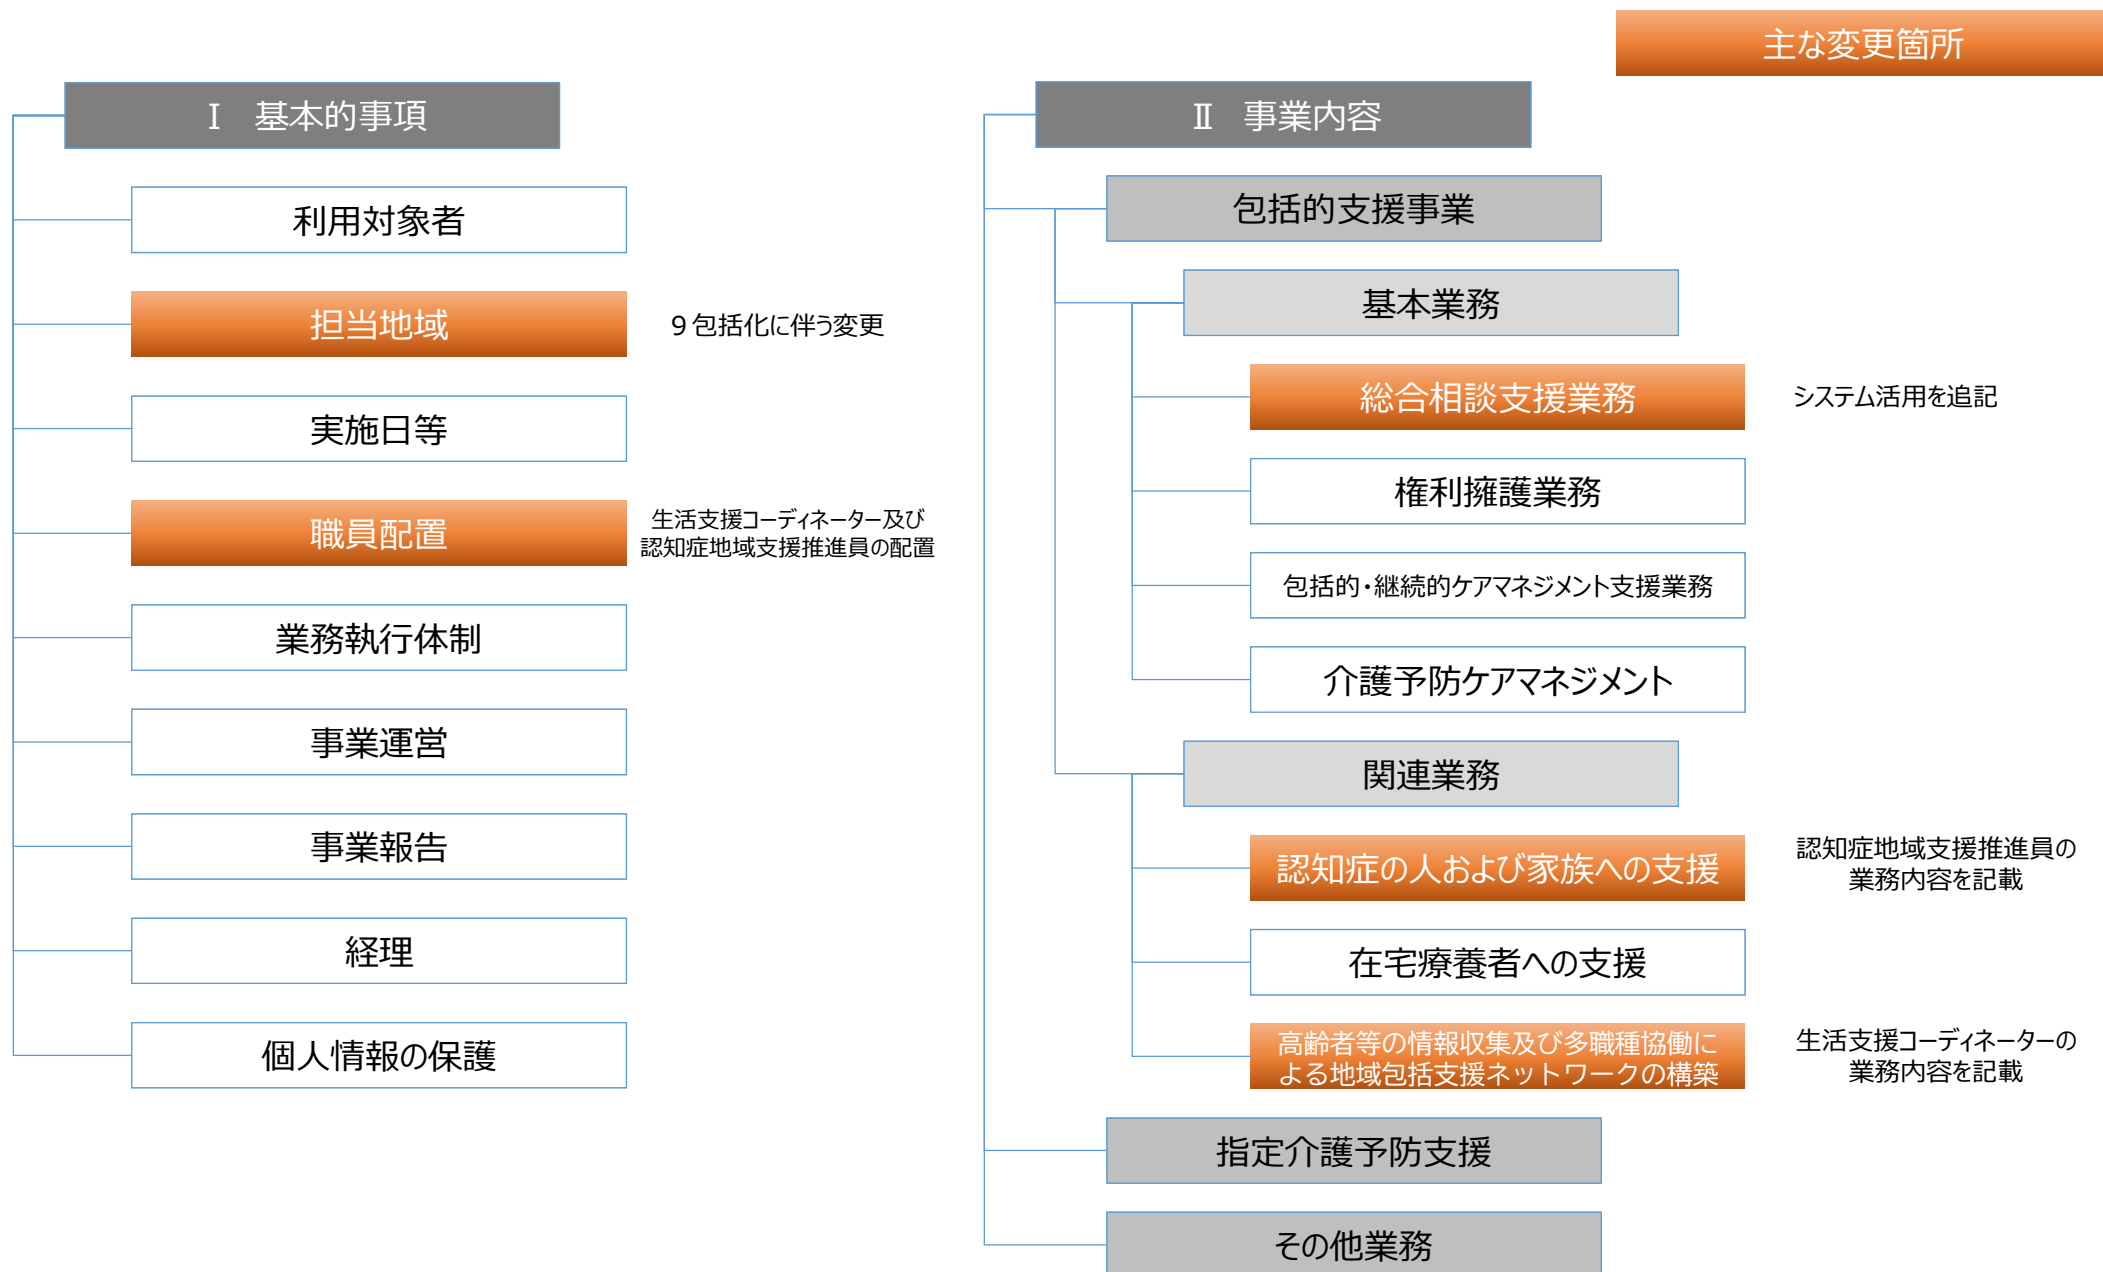 主な変更箇所
Ⅰ　基本的事項
利用対象者
担当地域
９包括化に伴う変更
実施日等
職員配置
生活支援コーディネーター及び
認知症地域支援推進員の配置
業務執行体制
事業運営
事業報告
経理
個人情報の保護
Ⅱ　事業内容
包括的支援事業
基本業務
総合相談支援業務
システム活用を追記
権利擁護業務
包括的・継続的ケアマネジメント支援業務
介護予防ケアマネジメント
関連業務
認知症の人および家族への支援
認知症地域支援推進員の
業務内容を記載
在宅療養者への支援
高齢者等の情報収集及び多職種協働に
よる地域包括支援ネットワークの構築
生活支援コーディネーターの
業務内容を記載
指定介護予防支援
その他業務